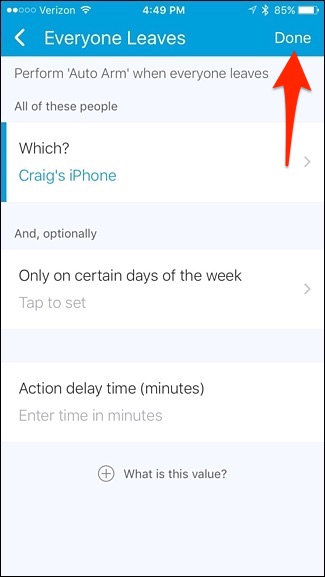 Verizon 4:49 PM 85%
Everyone Leaves Done
Perform 'Auto Arm' when everyone leaves
All of these people
Which?
Craig's iPhone
And, optionally
Only on certain days of the week
Tap to set
Action delay time (minutes)
Enter time in minutes
What is this value?